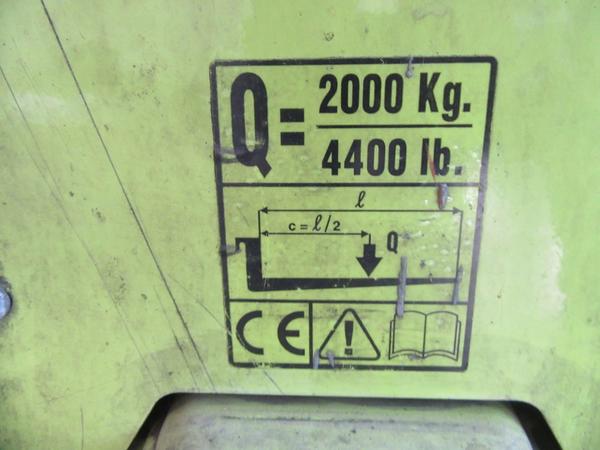 Q = 2000 Kg.
4400 lb.
ℓ
c = ℓ/2
Q
CE
!